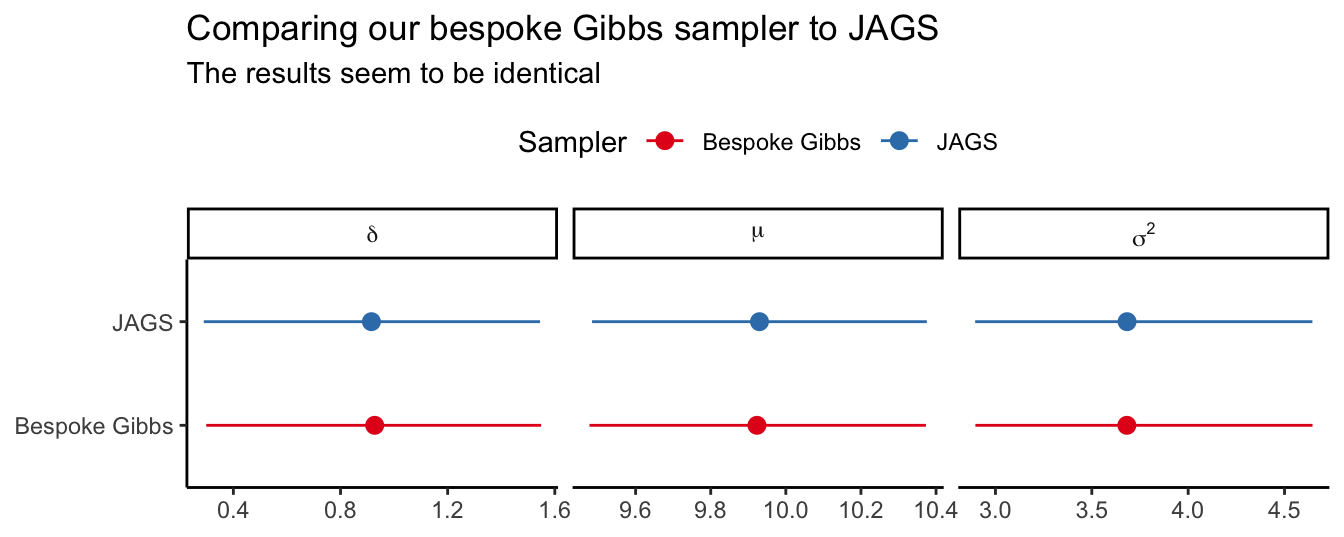 Comparing our bespoke Gibbs sampler to JAGS
The results seem to be identical
Sampler Bespoke Gibbs JAGS
δ μ σ²
JAGS
Bespoke Gibbs
0.4 0.8 1.2 1.6 9.6 9.8 10.0 10.2 10.4 3.0 3.5 4.0 4.5